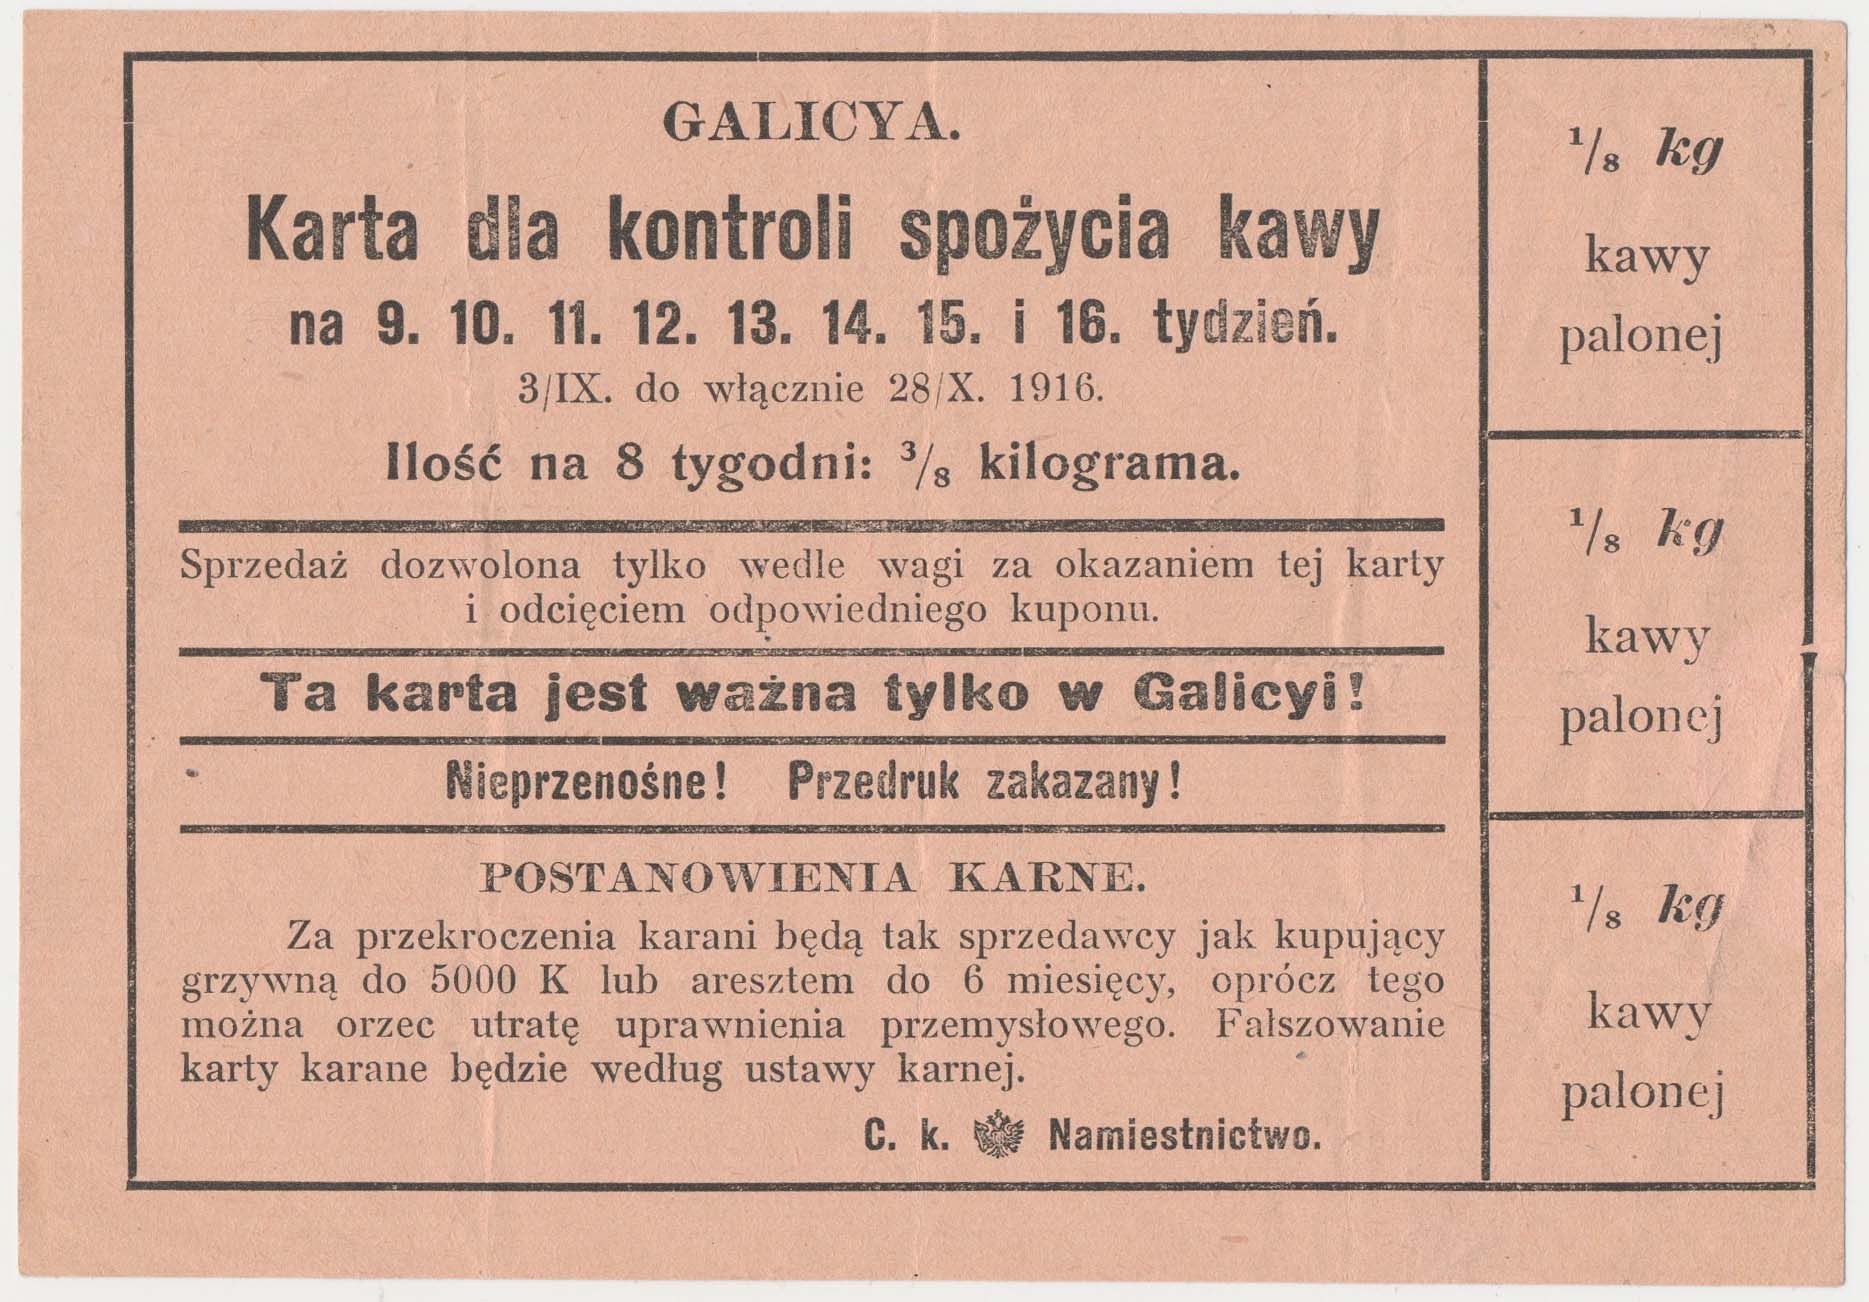 GALICYA.
Karta dla kontroli spożycia kawy
na 9. 10. 11. 12. 13. 14. 15. i 16. tydzień.
3/IX. do włącznie 28/X. 1916.
Ilość na 8 tygodni: 3/8 kilograma.
Sprzedaż dozwolona tylko wedle wagi za okazaniem tej karty
i odcięciem odpowiedniego kuponu.
Ta karta jest ważna tylko w Galicyi!
Nieprzenośne! Przedruk zakazany!
POSTANOWIENIA KARNE.
Za przekroczenia karani będą tak sprzedawcy jak kupujący
grzywną do 5000 K lub aresztem do 6 miesięcy, oprócz tego
można orzec utratę uprawnienia przemysłowego. Fałszowanie
karty karane będzie według ustawy karnej.
C. k. Namiestnictwo.
1/8 kg
kawy
palonej
1/8 kg
kawy
palonej
1/8 kg
kawy
palonej